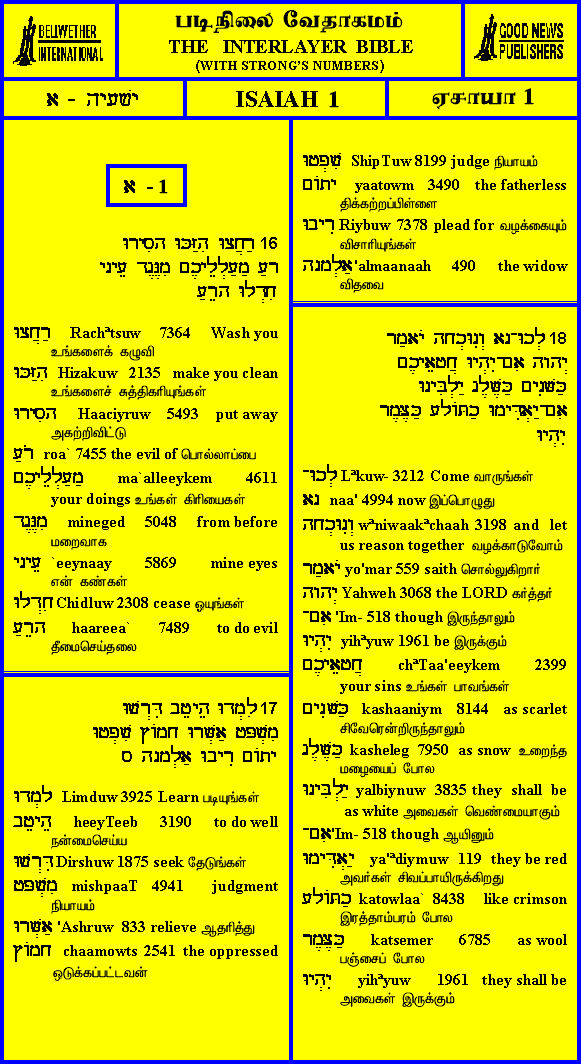 BELLWETHER
INTERNATIONAL
படிநிலை வேதாகமம்
THE INTERLAYER BIBLE
(WITH STRONG'S NUMBERS)
GOOD NEWS
PUBLISHERS
ישעיה - א
ISAIAH 1
ஏசாயா 1
א - 1
16 רַחֲצוּ הִזַּכּוּ הָסִירוּ
רֹעַ מַעַלְלֵיכֶם מִנֶּגֶד עֵינָי
חִדְלוּ הָרֵעַ
רַחֲצוּ Rachªtsuw 7364 Wash you
உங்களைக் கழுவி
הִזַּכּוּ Hizakuw 2135 make you clean
உங்களைச் சுத்திகரியுங்கள்
הָסִירוּ Haaciyruw 5493 put away
அகற்றிவிட்டு
רֹעַ roa` 7455 the evil of பொல்லாப்பை
מַעַלְלֵיכֶם ma`alleeykem 4611
your doings உங்கள் கிரியைகள்
מִנֶּגֶד mineged 5048 from before
மறைவாக
עֵינָי `eeynaay 5869 mine eyes
என் கண்கள்
חִדְלוּ Chidluw 2308 cease ஓயுங்கள்
הָרֵעַ haareea` 7489 to do evil
தீமைசெய்தலை
17 לִמְדוּ הֵיטֵב דִּרְשׁוּ
מִשְׁפָּט אַשְּׁרוּ חָמוֹץ שִׁפְטוּ
יָתוֹם רִיבוּ אַלְמָנָה ס
לִמְדוּ Limduw 3925 Learn படியுங்கள்
הֵיטֵב heeyTeeb 3190 to do well
நன்மைசெய்ய
דִּרְשׁוּ Dirshuw 1875 seek தேடுங்கள்
מִשְׁפָּט mishpaaT 4941 judgment
நியாயம்
אַשְּׁרוּ 'Ashruw 833 relieve ஆதரித்து
חָמוֹץ chaamowts 2541 the oppressed
ஒடுக்கப்பட்டவன்
שִׁפְטוּ ShipTuw 8199 judge நியாயம்
יָתוֹם yaatowm 3490 the fatherless
திக்கற்றப்பிள்ளை
רִיבוּ Riybuw 7378 plead for வழக்கையும்
விசாரியுங்கள்
אַלְמָנָה 'almaanaah 490 the widow
விதவை
18 לְכוּ־נָא וְנִוָּכְחָה יֹאמַר
יְהוָה אִם־יִהְיוּ חֲטָאֵיכֶם
כַּשָּׁנִים כַּשֶּׁלֶג יַלְבִּינוּ
אִם־יַאְדִּימוּ כַתּוֹלָע כַּצֶּמֶר
יִהְיוּ
לְכוּ־ Lªkuw- 3212 Come வாருங்கள்
נָא naa' 4994 now இப்பொழுது
וְנִוָּכְחָה wªniwaakªchaah 3198 and let
us reason together வழக்காடுவோம்
יֹאמַר yo'mar 559 saith சொல்லுகிறார்
יְהוָה Yahweh 3068 the LORD கர்த்தர்
אִם־ 'Im- 518 though இருந்தாலும்
יִהְיוּ yihªyuw 1961 be இருக்கும்
חֲטָאֵיכֶם chªTaa'eeykem 2399
your sins உங்கள் பாவங்கள்
כַּשָּׁנִים kashaaniym 8144 as scarlet
சிவேரென்றிருந்தாலும்
כַּשֶּׁלֶג kasheleg 7950 as snow உறைந்த
மழையைப் போல
יַלְבִּינוּ yalbiynuw 3835 they shall be
as white அவைகள் வெண்மையாகும்
אִם־ 'Im- 518 though ஆயினும்
יַאְדִּימוּ ya'ªdiymuw 119 they be red
அவர்கள் சிவப்பாயிருக்கிறது
כַתּוֹלָע katowlaa` 8438 like crimson
இரத்தாம்பரம் போல
כַּצֶּמֶר katsemer 6785 as wool
பஞ்சைப் போல
יִהְיוּ yihªyuw 1961 they shall be
அவைகள் இருக்கும்